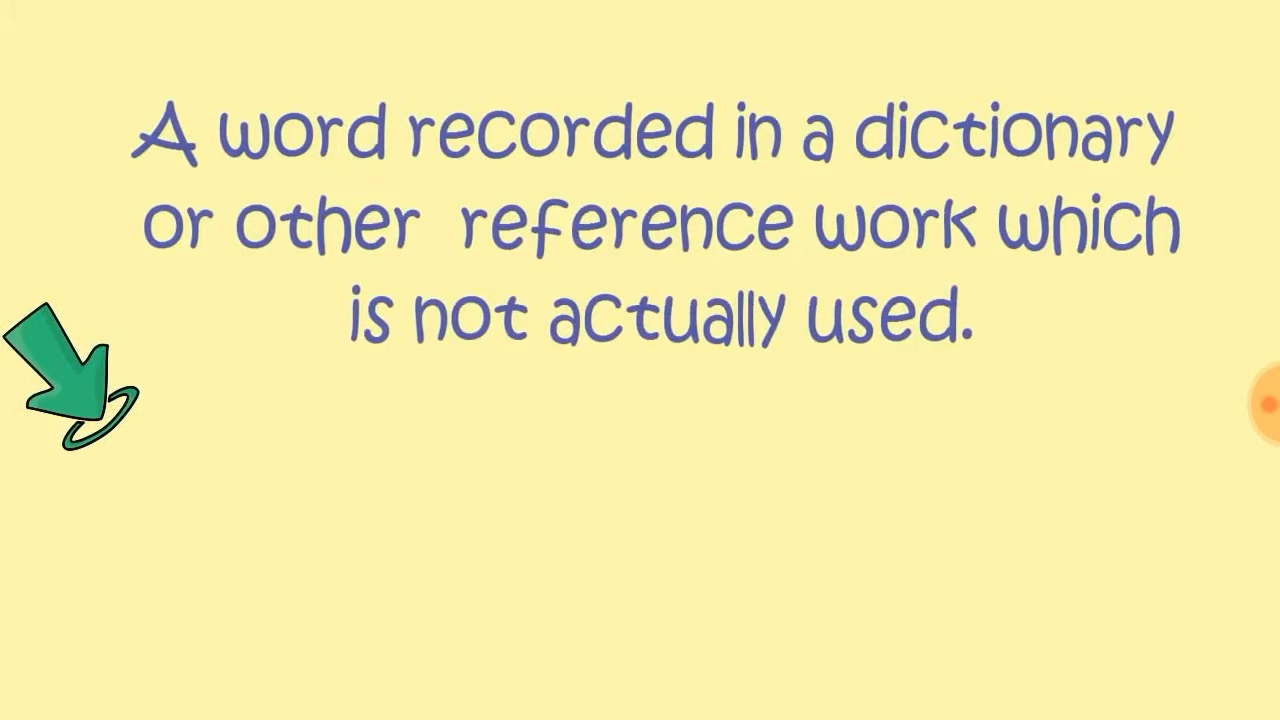 A word recorded in a dictionary
or other reference work which
is not actually used.